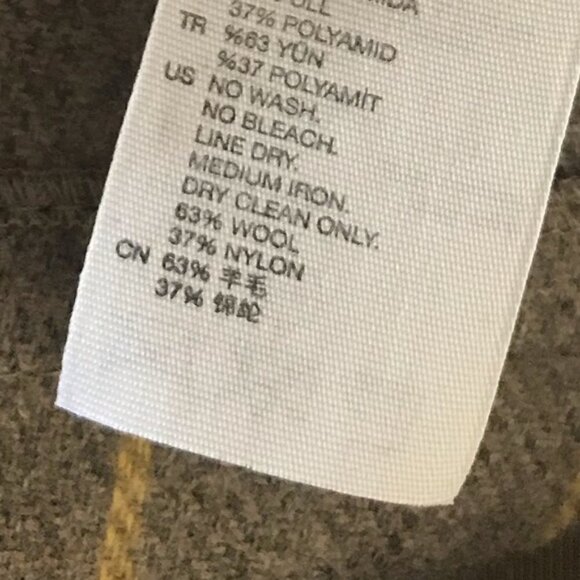 37% POLYAMID
TR %63 YÜN
%37 POLYAMİT
US NO WASH.
NO BLEACH.
LINE DRY.
MEDIUM IRON.
DRY CLEAN ONLY.
63% WOOL
37% NYLON
CN 63% 羊毛
37% 锦纶